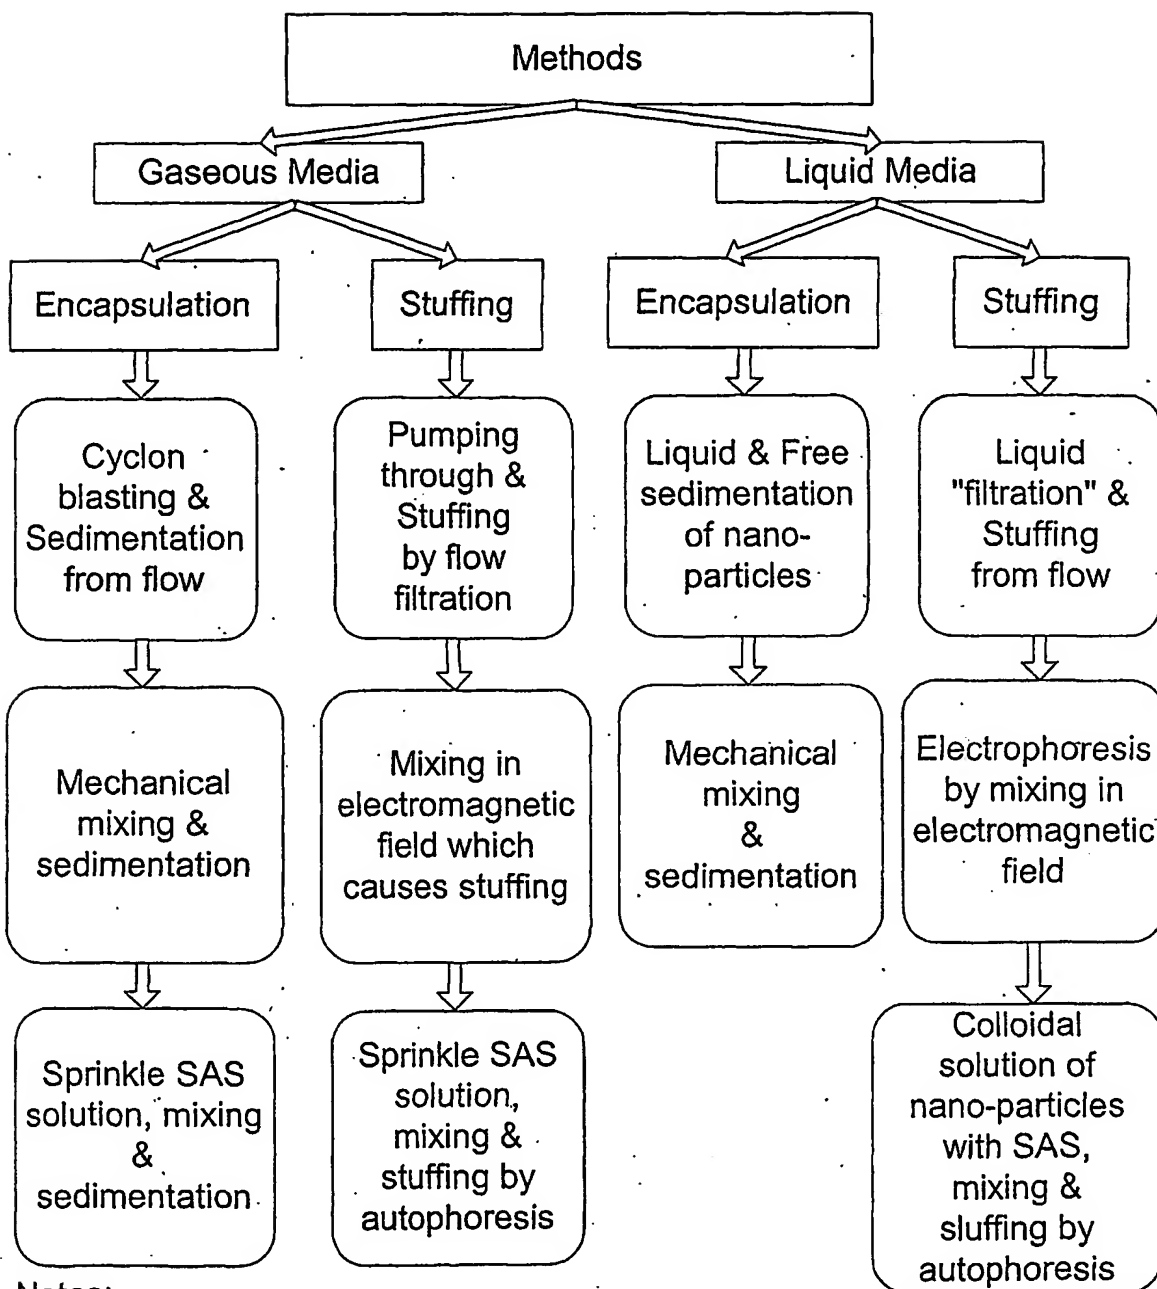 Methods
Gaseous Media
Liquid Media
Encapsulation
Stuffing
Encapsulation
Stuffing
Cyclon
blasting &
Sedimentation
from flow
Pumping
through &
Stuffing
by flow
filtration
Liquid & Free
sedimentation
of nano-
particles
Liquid
"filtration" &
Stuffing
from flow
Mechanical
mixing &
sedimentation
Mixing in
electromagnetic
field which
causes stuffing
Mechanical
mixing
&
sedimentation
Electrophoresis
by mixing in
electromagnetic
field
Sprinkle SAS
solution, mixing
&
sedimentation
Sprinkle SAS
solution,
mixing &
stuffing by
autophoresis
Colloidal
solution of
nano-particles
with SAS,
mixing &
sluffing by
autophoresis